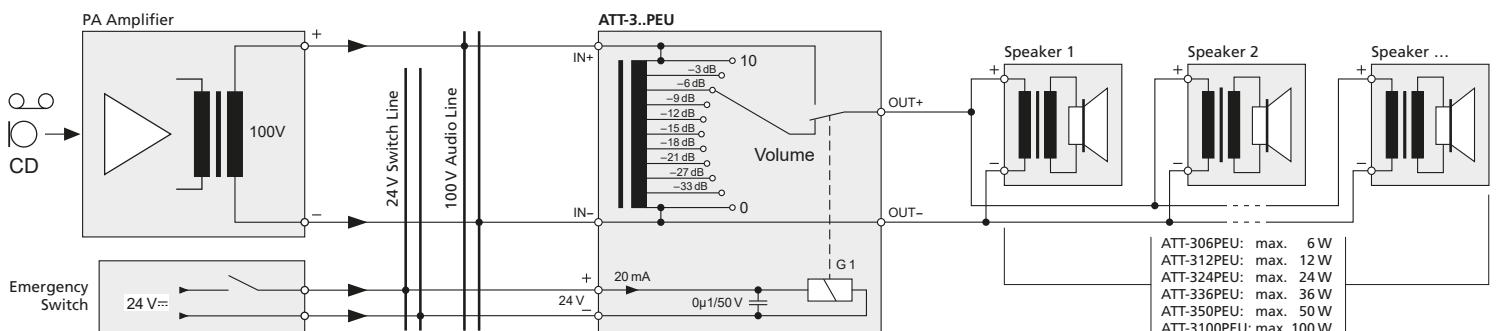 PA Amplifier
ATT-3..PEU
CD
100V
+
−
24 V Switch Line
100 V Audio Line
IN+
IN−
10
−3 dB
−6 dB
−9 dB
−12 dB
−15 dB
−18 dB
−21 dB
−27 dB
−33 dB
0
Volume
OUT+
OUT−
Speaker 1
+
−
Speaker 2
+
−
Speaker ...
+
−
Emergency
Switch
24 V⎓
24 V
+
−
20 mA
0µ1/50 V
G 1
ATT-306PEU: max. 6 W
ATT-312PEU: max. 12 W
ATT-324PEU: max. 24 W
ATT-336PEU: max. 36 W
ATT-350PEU: max. 50 W
ATT-3100PEU: max. 100 W